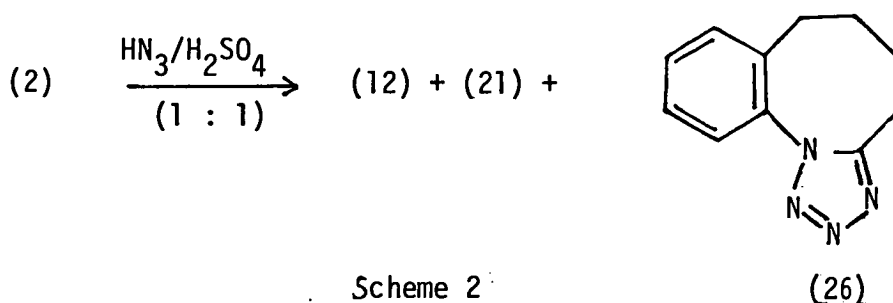 HN3/H2SO4
(2) (12) + (21) +
(1 : 1)
N
N N
N
Scheme 2 (26)